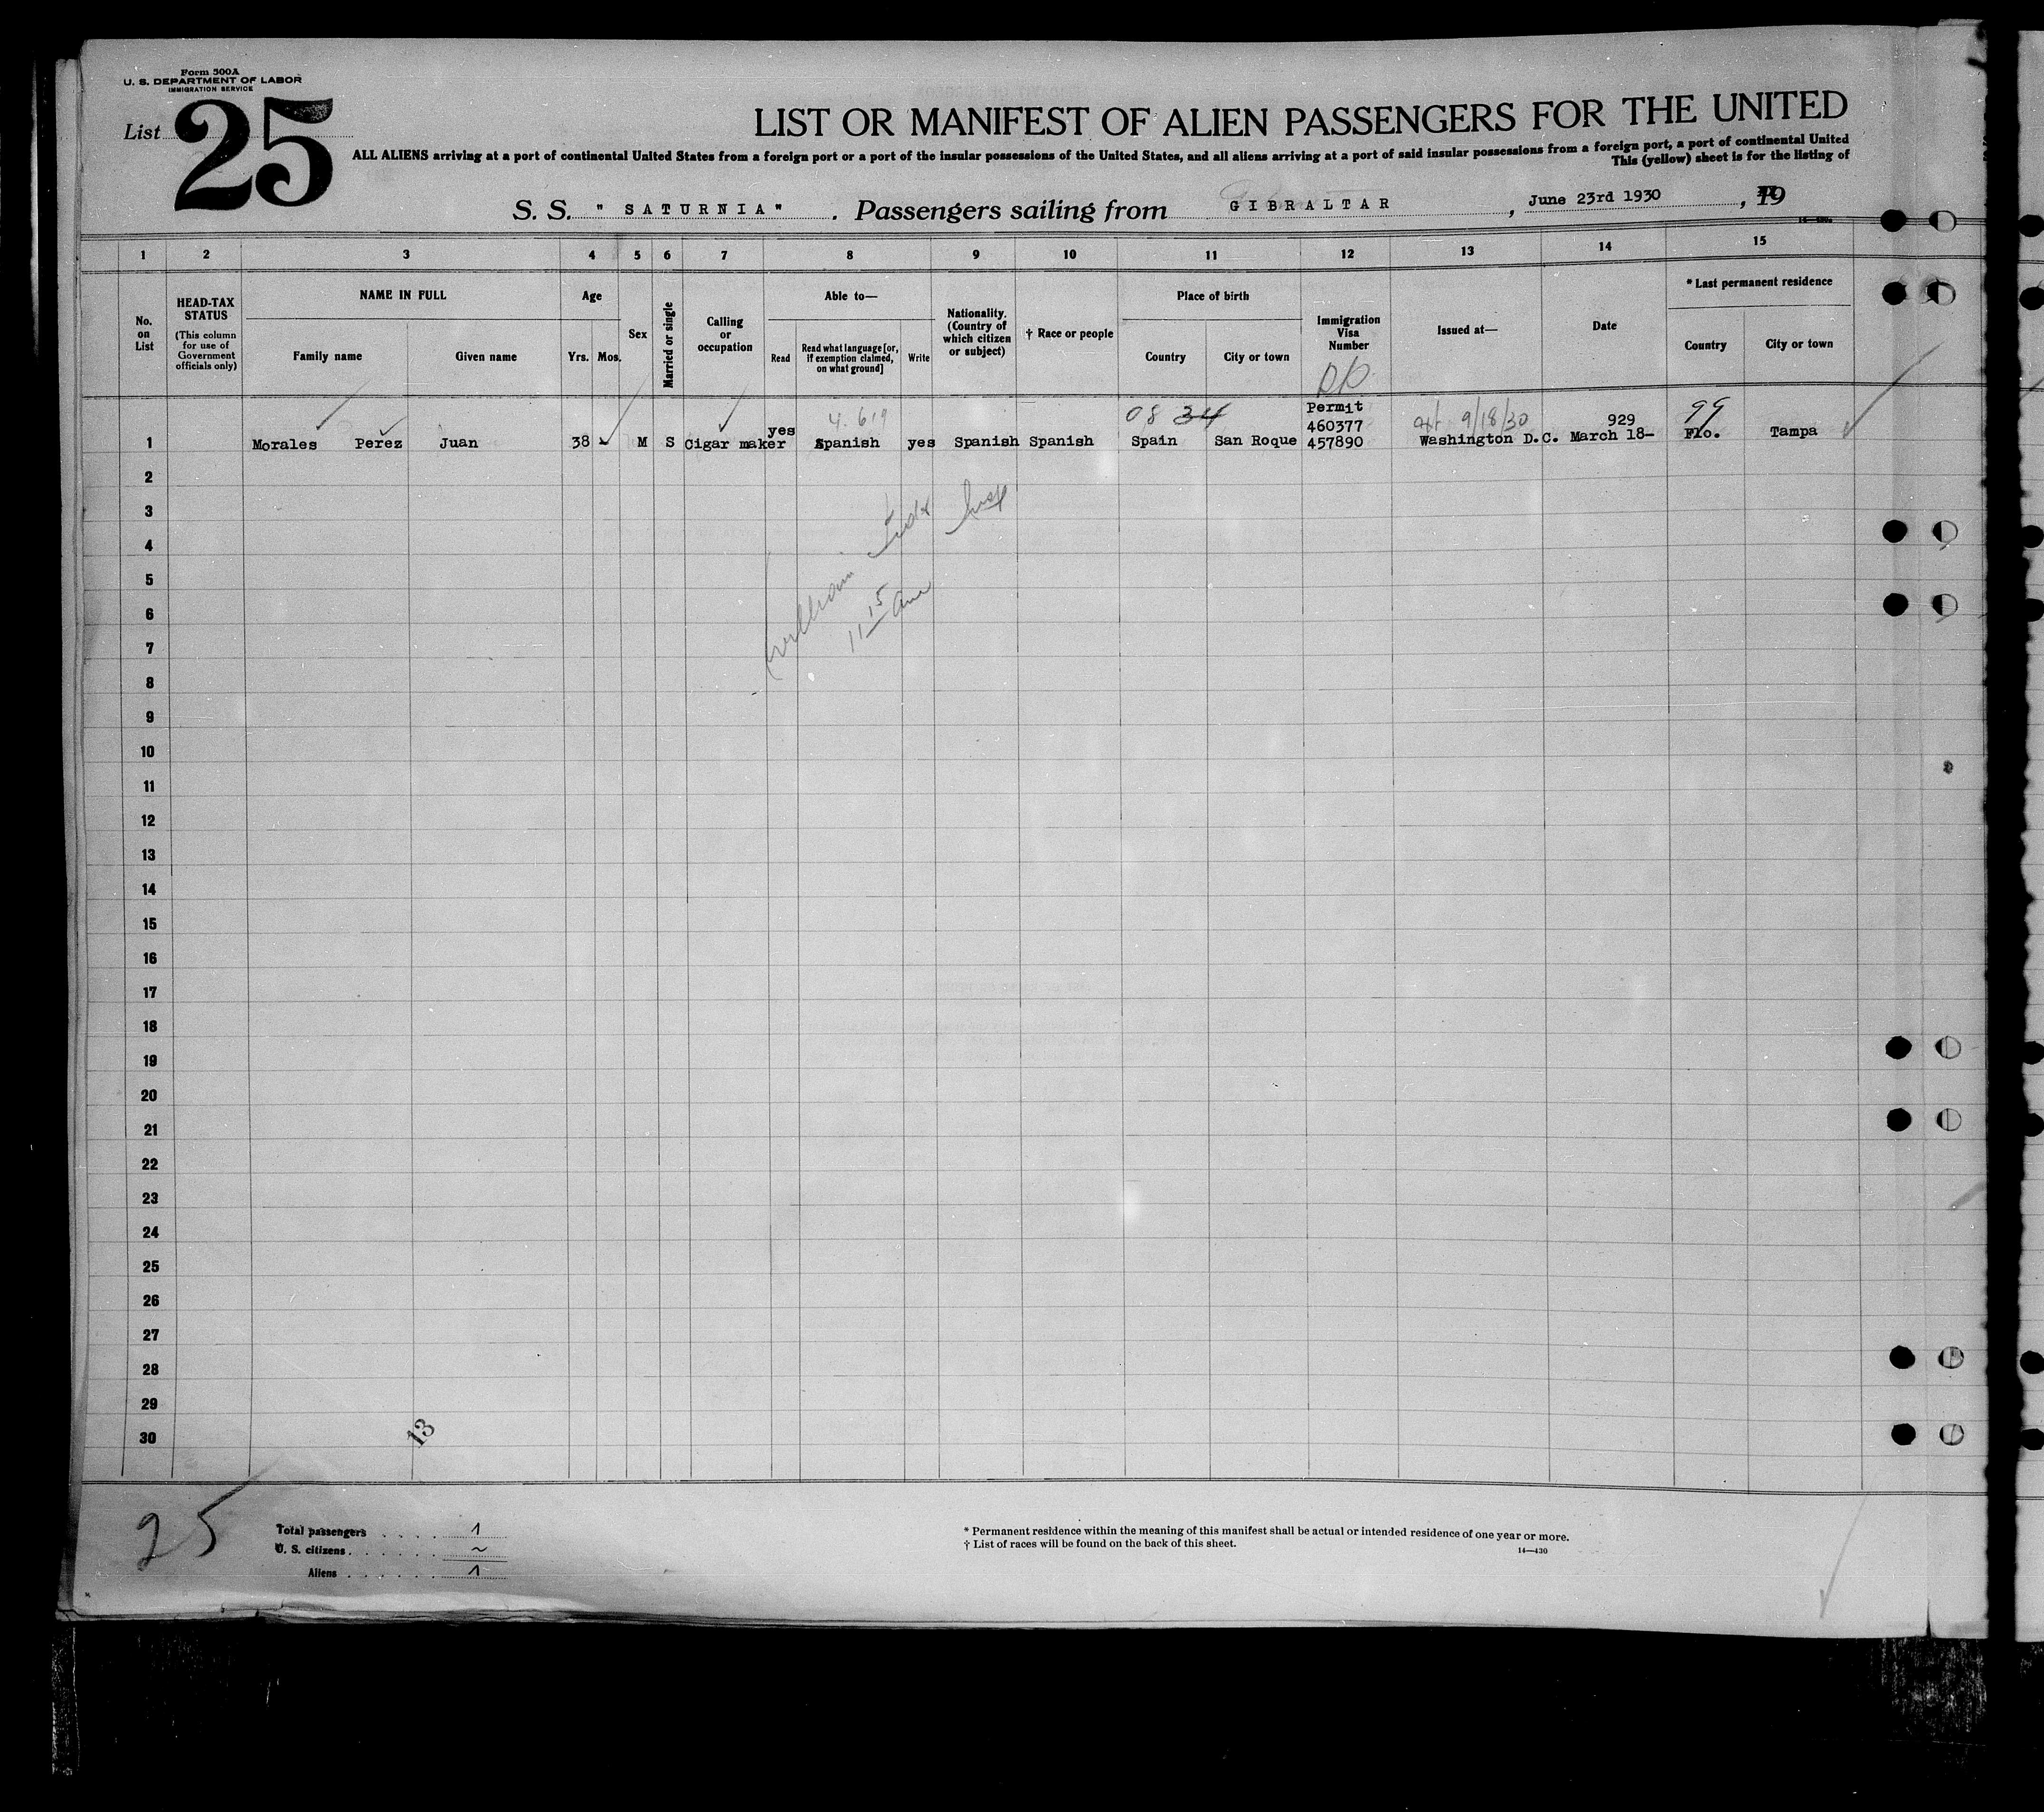 Form 500A
U. S. DEPARTMENT OF LABOR
IMMIGRATION SERVICE
List 25
LIST OR MANIFEST OF ALIEN PASSENGERS FOR THE UNITED
ALL ALIENS arriving at a port of continental United States from a foreign port or a port of the insular possessions of the United States, and all aliens arriving at a port of said insular possessions from a foreign port, a port of continental United
This (yellow) sheet is for the listing of
S. S. " SATURNIA " . Passengers sailing from GIBRALTAR , June 23rd 1930 , 19
1 2 3 4 5 6 7 8 9 10 11 12 13 14 15
No. on List
HEAD-TAX STATUS
(This column for use of Government officials only)
NAME IN FULL
Family name
Given name
Age
Yrs. Mos.
Sex
Married or single
Calling or occupation
Able to—
Read
Read what language [or, if exemption claimed, on what ground]
Write
Nationality. (Country of which citizen or subject)
† Race or people
Place of birth
Country
City or town
Immigration Visa Number
Issued at—
Date
* Last permanent residence
Country
City or town
4.619
08 34
Permit
9/18/30
99
yes
460377
929
1 Morales Perez Juan 38 M S Cigar maker Spanish yes Spanish Spanish Spain San Roque 457890 Washington D.C. March 18- Flo. Tampa
2
3
4
5
6
7
8
9
10
11
12
13
14
15
16
17
18
19
20
21
22
23
24
25
26
27
28
29
30
William
11 15 am
13
25
Total passengers . . . . 1
U. S. citizens . . . . . . ~
Aliens . . . . . . 1
* Permanent residence within the meaning of this manifest shall be actual or intended residence of one year or more.
† List of races will be found on the back of this sheet.
14—430